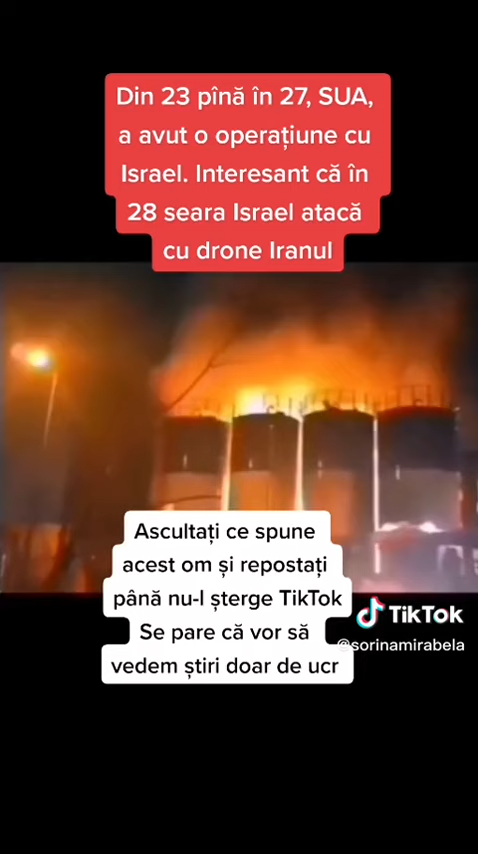 Din 23 pînă în 27, SUA,
a avut o operațiune cu
Israel. Interesant că în
28 seara Israel atacă
cu drone Iranul
Ascultați ce spune
acest om și repostați
până nu-l șterge TikTok
Se pare că vor să
vedem știri doar de ucr
TikTok
@sorinamirabela